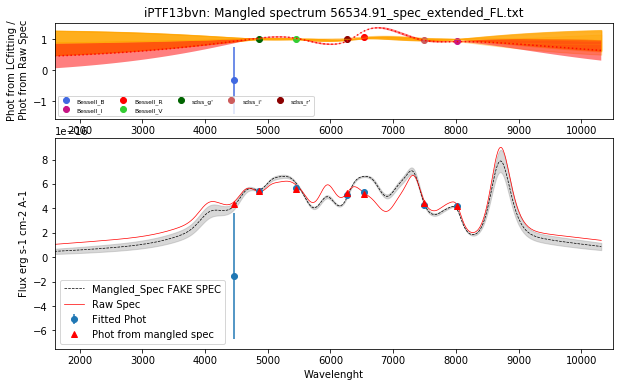 iPTF13bvn: Mangled spectrum 56534.91_spec_extended_FL.txt
Phot from LCfitting /
Phot from Raw Spec
1
0
−1
Bessell_B
Bessell_I
Bessell_R
Bessell_V
sdss_g'
sdss_i'
sdss_r'
2000 3000 4000 5000 6000 7000 8000 9000 10000
1e−16
Flux erg s-1 cm-2 A-1
8
6
4
2
0
−2
−4
−6
Mangled_Spec FAKE SPEC
Raw Spec
Fitted Phot
Phot from mangled spec
2000 3000 4000 5000 6000 7000 8000 9000 10000
Wavelenght